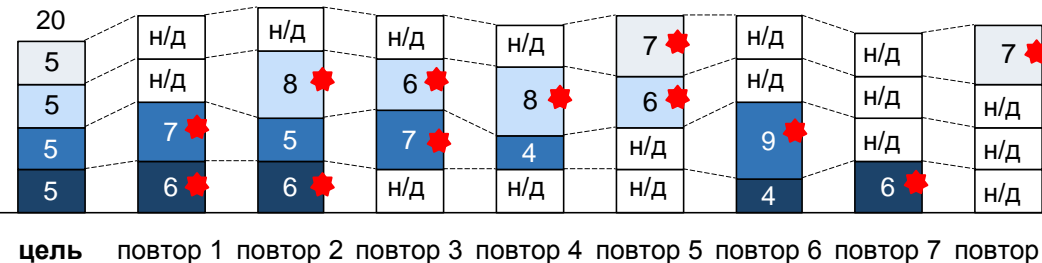 20
5 н/д н/д н/д н/д 7 н/д н/д 7
5 н/д 8 6 8 6 н/д н/д н/д
5 7 5 7 4 н/д 9 н/д н/д
5 6 6 н/д н/д н/д 4 6 н/д
цель повтор 1 повтор 2 повтор 3 повтор 4 повтор 5 повтор 6 повтор 7 повтор